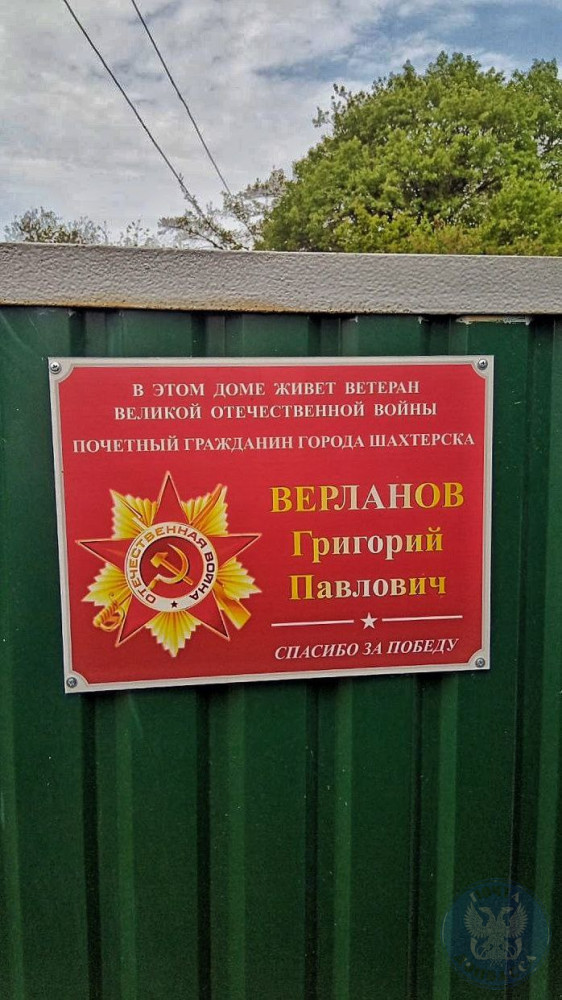 В ЭТОМ ДОМЕ ЖИВЕТ ВЕТЕРАН
ВЕЛИКОЙ ОТЕЧЕСТВЕННОЙ ВОЙНЫ
ПОЧЕТНЫЙ ГРАЖДАНИН ГОРОДА ШАХТЕРСКА
ОТЕЧЕСТВЕННАЯ ВОЙНА
ВЕРЛАНОВ
Григорий
Павлович
СПАСИБО ЗА ПОБЕДУ